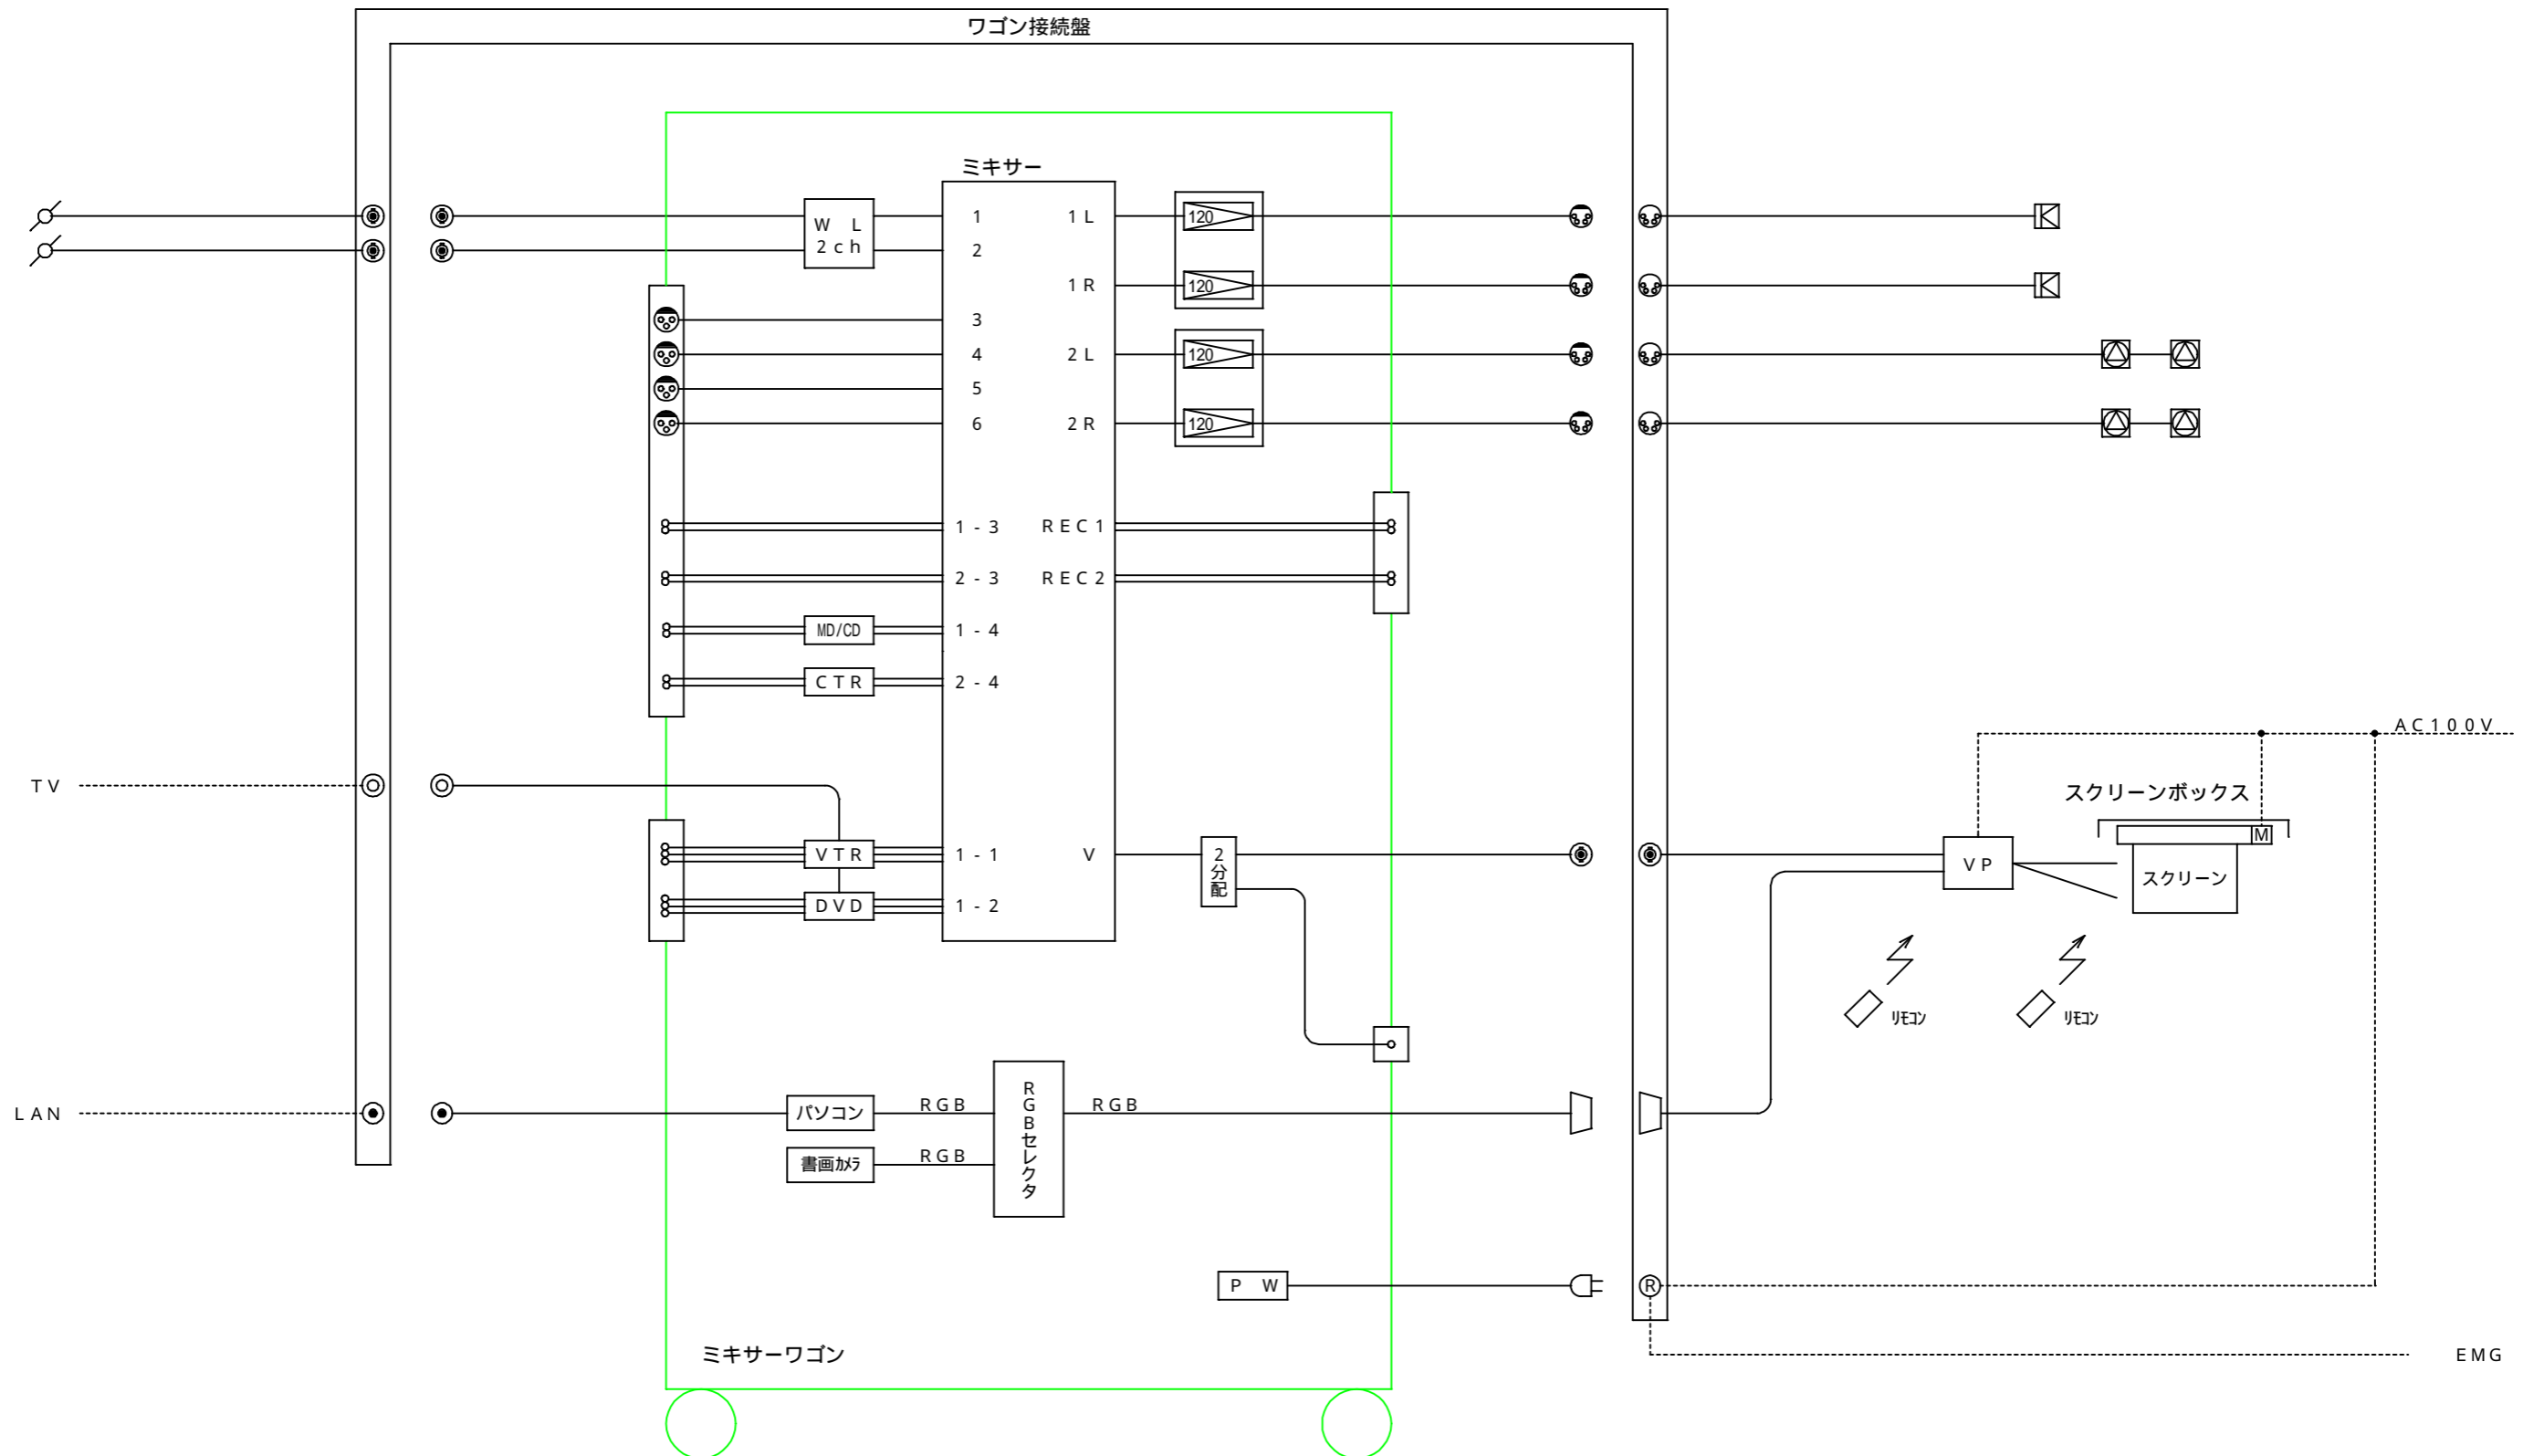 ワゴン接続盤
ミキサー
W L
2ch
1
2
3
4
5
6
1-3
2-3
1-4
2-4
1-1
1-2
1L
1R
2L
2R
REC1
REC2
V
120
120
120
120
MD/CD
CTR
TV
VTR
DVD
2分配
AC100V
スクリーンボックス
M
VP
スクリーン
リモコン
リモコン
LAN
パソコン
RGB
書画カメラ
RGB
RGBセレクタ
RGB
P W
R
ミキサーワゴン
EMG